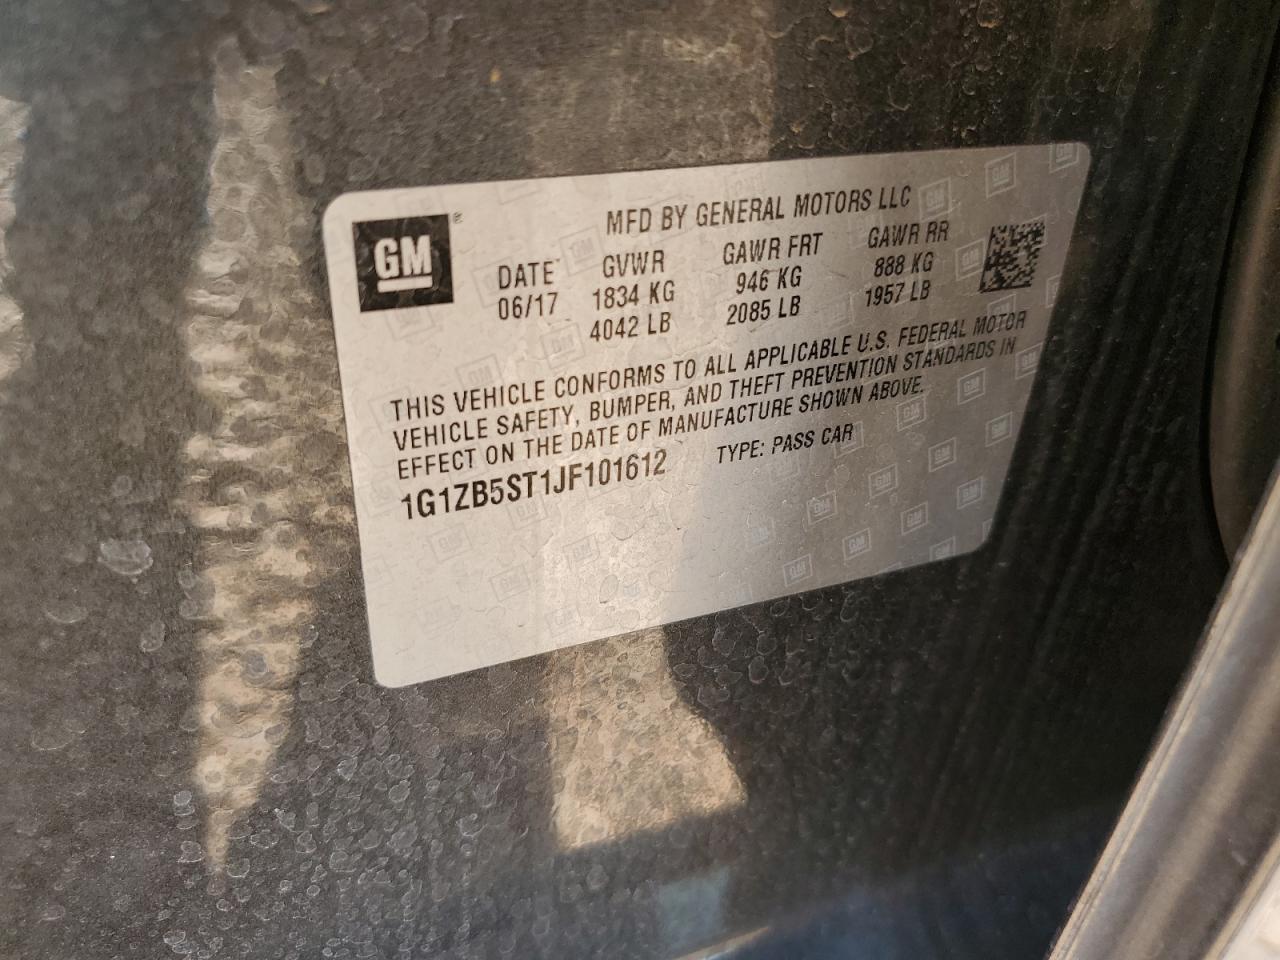 GM ®
MFD BY GENERAL MOTORS LLC
DATE GVWR GAWR FRT GAWR RR
06/17 1834 KG 946 KG 888 KG
4042 LB 2085 LB 1957 LB
THIS VEHICLE CONFORMS TO ALL APPLICABLE U.S. FEDERAL MOTOR
VEHICLE SAFETY, BUMPER, AND THEFT PREVENTION STANDARDS IN
EFFECT ON THE DATE OF MANUFACTURE SHOWN ABOVE.
1G1ZB5ST1JF101612 TYPE: PASS CAR